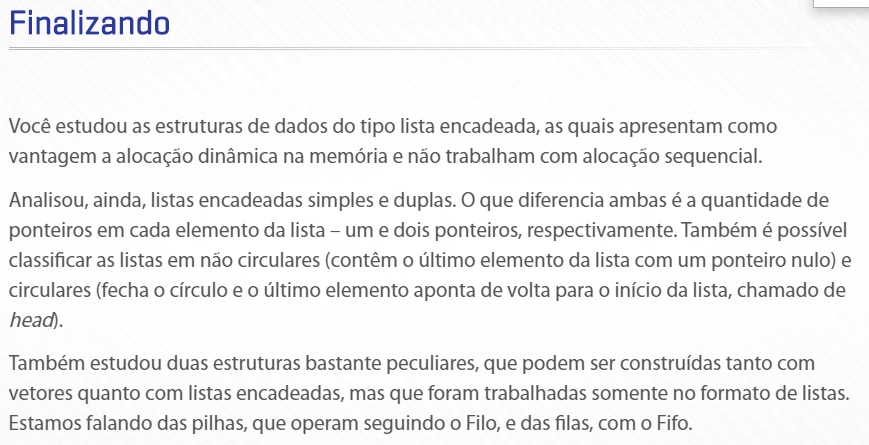 Finalizando
Você estudou as estruturas de dados do tipo lista encadeada, as quais apresentam como
vantagem a alocação dinâmica na memória e não trabalham com alocação sequencial.
Analisou, ainda, listas encadeadas simples e duplas. O que diferencia ambas é a quantidade de
ponteiros em cada elemento da lista – um e dois ponteiros, respectivamente. Também é possível
classificar as listas em não circulares (contêm o último elemento da lista com um ponteiro nulo) e
circulares (fecha o círculo e o último elemento aponta de volta para o início da lista, chamado de
head).
Também estudou duas estruturas bastante peculiares, que podem ser construídas tanto com
vetores quanto com listas encadeadas, mas que foram trabalhadas somente no formato de listas.
Estamos falando das pilhas, que operam seguindo o Filo, e das filas, com o Fifo.